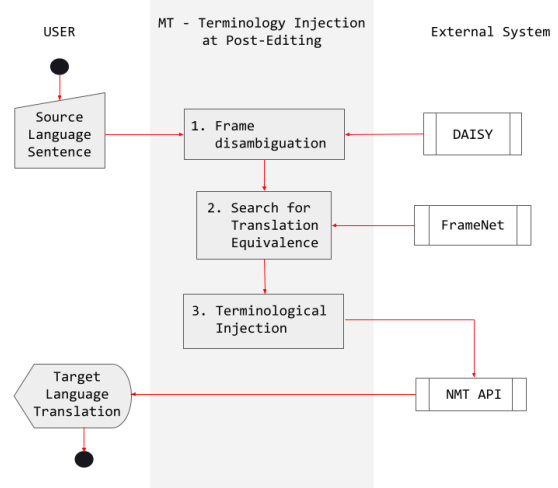 USER
MT - Terminology Injection
at Post-Editing
External System
Source
Language
Sentence
1. Frame
disambiguation
DAISY
2. Search for
Translation
Equivalence
FrameNet
3. Terminological
Injection
Target
Language
Translation
NMT API